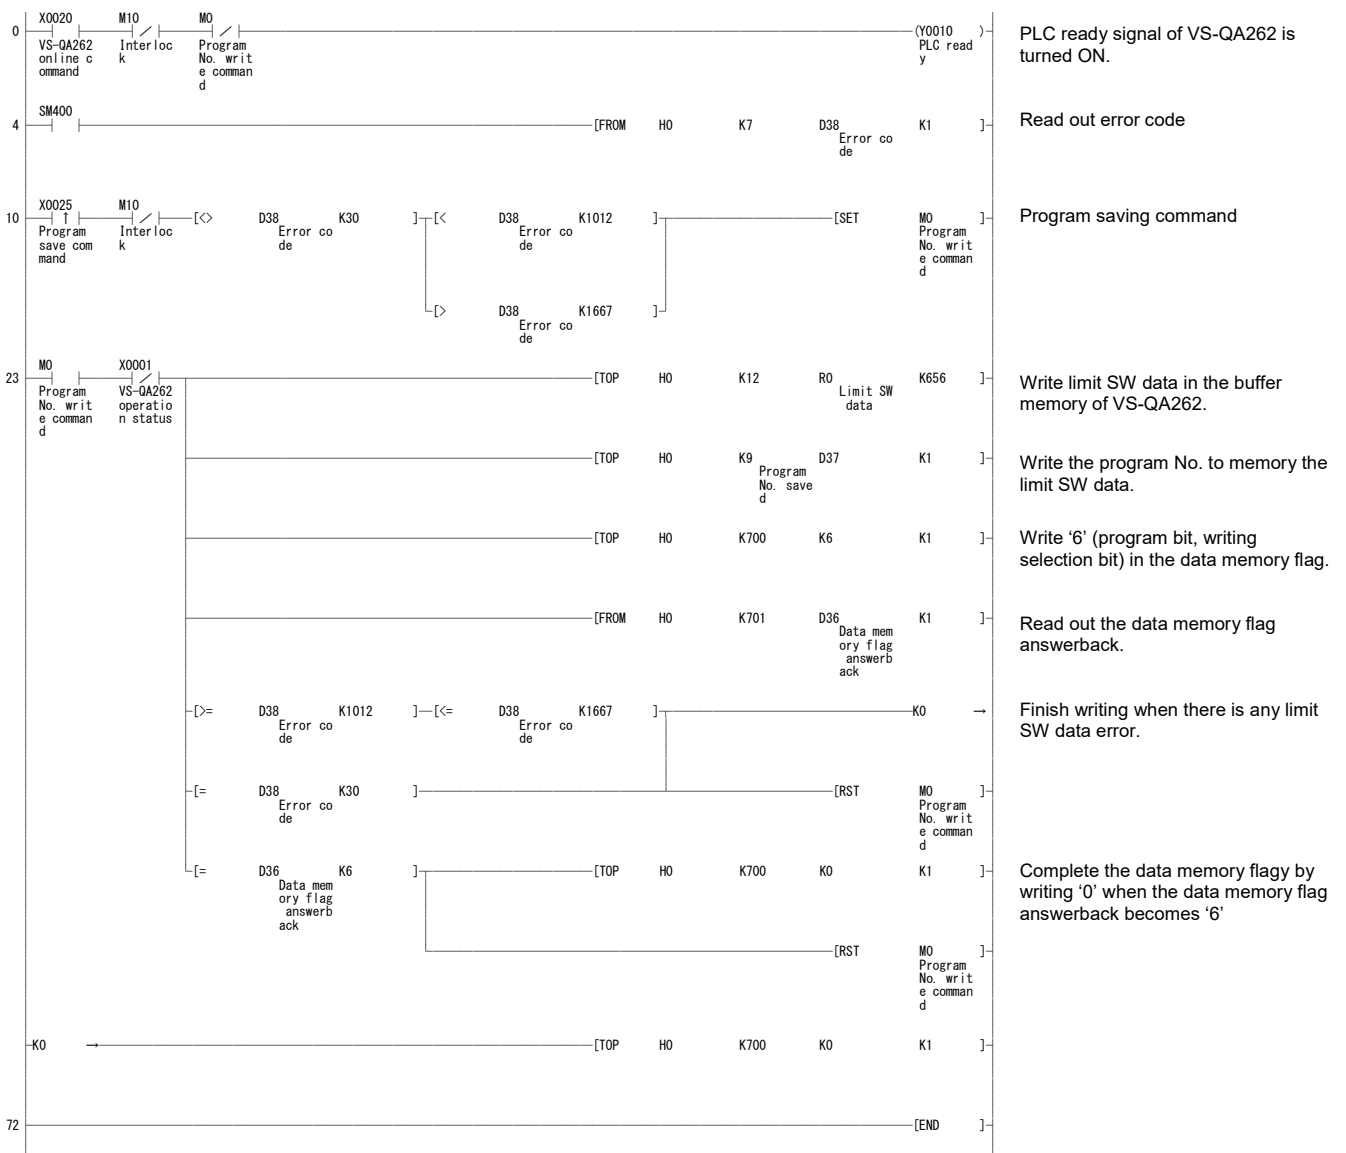 X0020 M10 M0
0 (Y0010 )
VS-QA262 Interloc Program PLC read
online c k No. writ y
ommand e comman
d
PLC ready signal of VS-QA262 is
turned ON.
SM400
4 [FROM H0 K7 D38 K1 ]
Error co
de
Read out error code
X0025 M10
10 ↑ [<> D38 K30 ] [< D38 K1012 ] [SET M0 ]
Program Interloc Error co Error co Program
save com k de de No. writ
mand e comman
d
Program saving command
[> D38 K1667 ]
Error co
de
M0 X0001
23 [TOP H0 K12 R0 K656 ]
Program VS-QA262 Limit SW
No. writ operatio data
e comman n status
d
Write limit SW data in the buffer
memory of VS-QA262.
[TOP H0 K9 D37 K1 ]
Program
No. save
d
Write the program No. to memory the
limit SW data.
[TOP H0 K700 K6 K1 ]
Write ‘6’ (program bit, writing
selection bit) in the data memory flag.
[FROM H0 K701 D36 K1 ]
Data mem
ory flag
answerb
ack
Read out the data memory flag
answerback.
[>= D38 K1012 ] [<= D38 K1667 ] K0 →
Error co Error co
de de
Finish writing when there is any limit
SW data error.
[= D38 K30 ] [RST M0 ]
Error co Program
de No. writ
e comman
d
[= D36 K6 ] [TOP H0 K700 K0 K1 ]
Data mem
ory flag
answerb
ack
Complete the data memory flagy by
writing ‘0’ when the data memory flag
answerback becomes ‘6’
[RST M0 ]
Program
No. writ
e comman
d
K0 → [TOP H0 K700 K0 K1 ]
72 [END ]